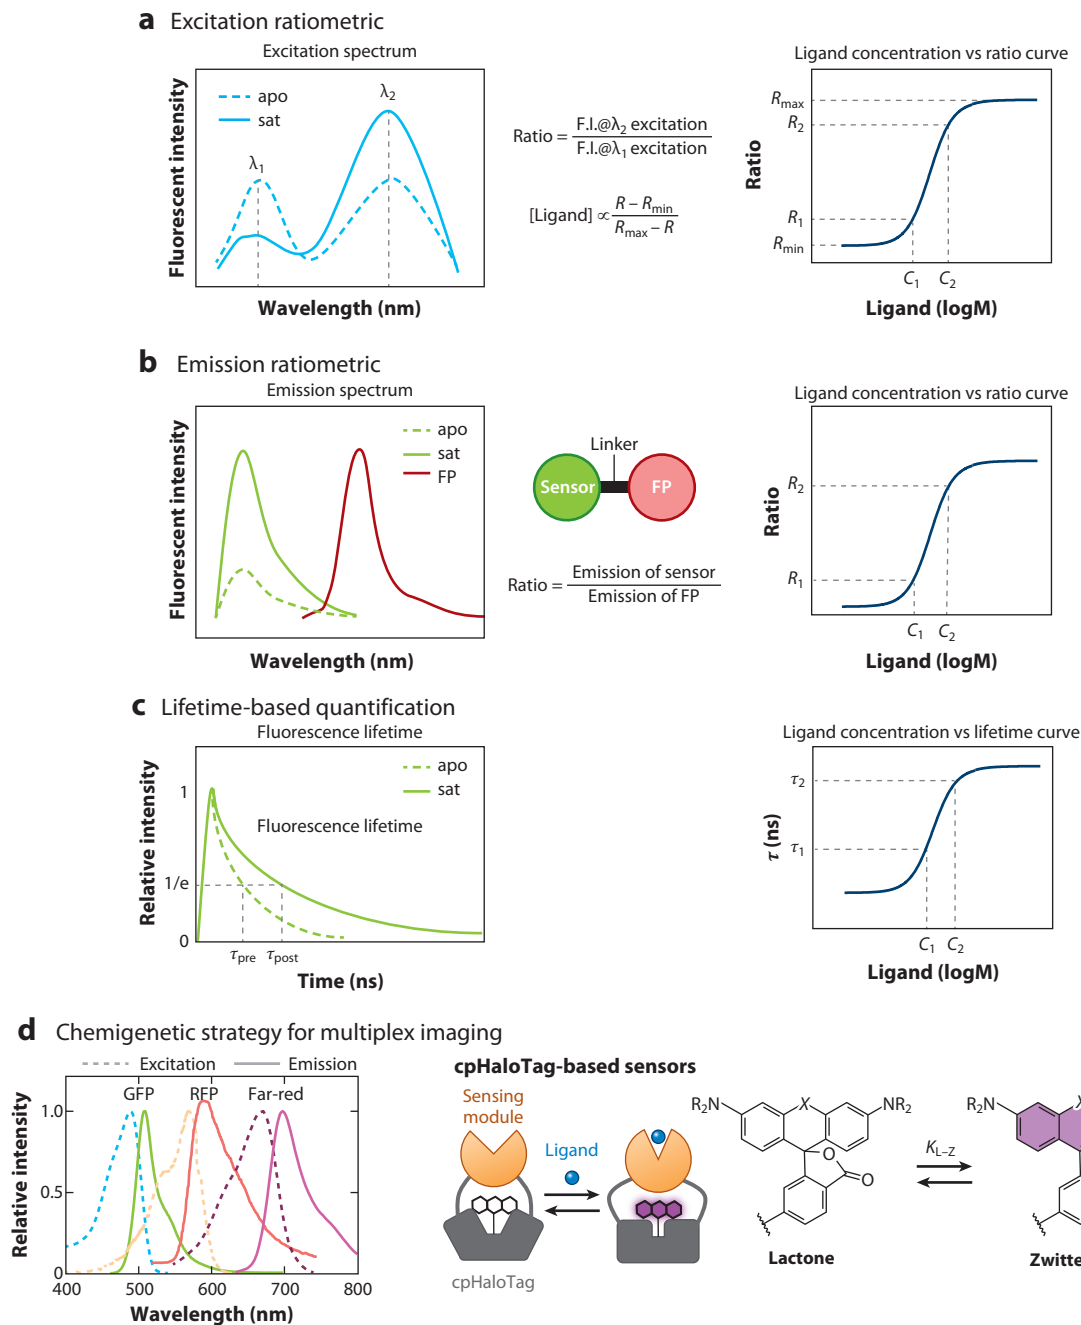 a Excitation ratiometric
Excitation spectrum
Fluorescent intensity
apo
sat
λ1
λ2
Wavelength (nm)
Ratio = F.I.@λ2 excitation / F.I.@λ1 excitation
[Ligand] ∝ R – Rmin / Rmax – R
Ligand concentration vs ratio curve
Ratio
Rmax
R2
R1
Rmin
C1 C2
Ligand (logM)
b Emission ratiometric
Emission spectrum
Fluorescent intensity
apo
sat
FP
Wavelength (nm)
Linker
Sensor
FP
Ratio = Emission of sensor / Emission of FP
Ligand concentration vs ratio curve
Ratio
R2
R1
C1 C2
Ligand (logM)
c Lifetime-based quantification
Fluorescence lifetime
Relative intensity
apo
sat
Fluorescence lifetime
1
1/e
0
τpre τpost
Time (ns)
Ligand concentration vs lifetime curve
τ (ns)
τ2
τ1
C1 C2
Ligand (logM)
d Chemigenetic strategy for multiplex imaging
Excitation Emission
GFP RFP Far-red
Relative intensity
1.0
0.5
0
400 500 600 700 800
Wavelength (nm)
cpHaloTag-based sensors
Sensing
module
Ligand
cpHaloTag
R2N X NR2
O
O
Lactone
KL–Z
R2N X
Zwitte